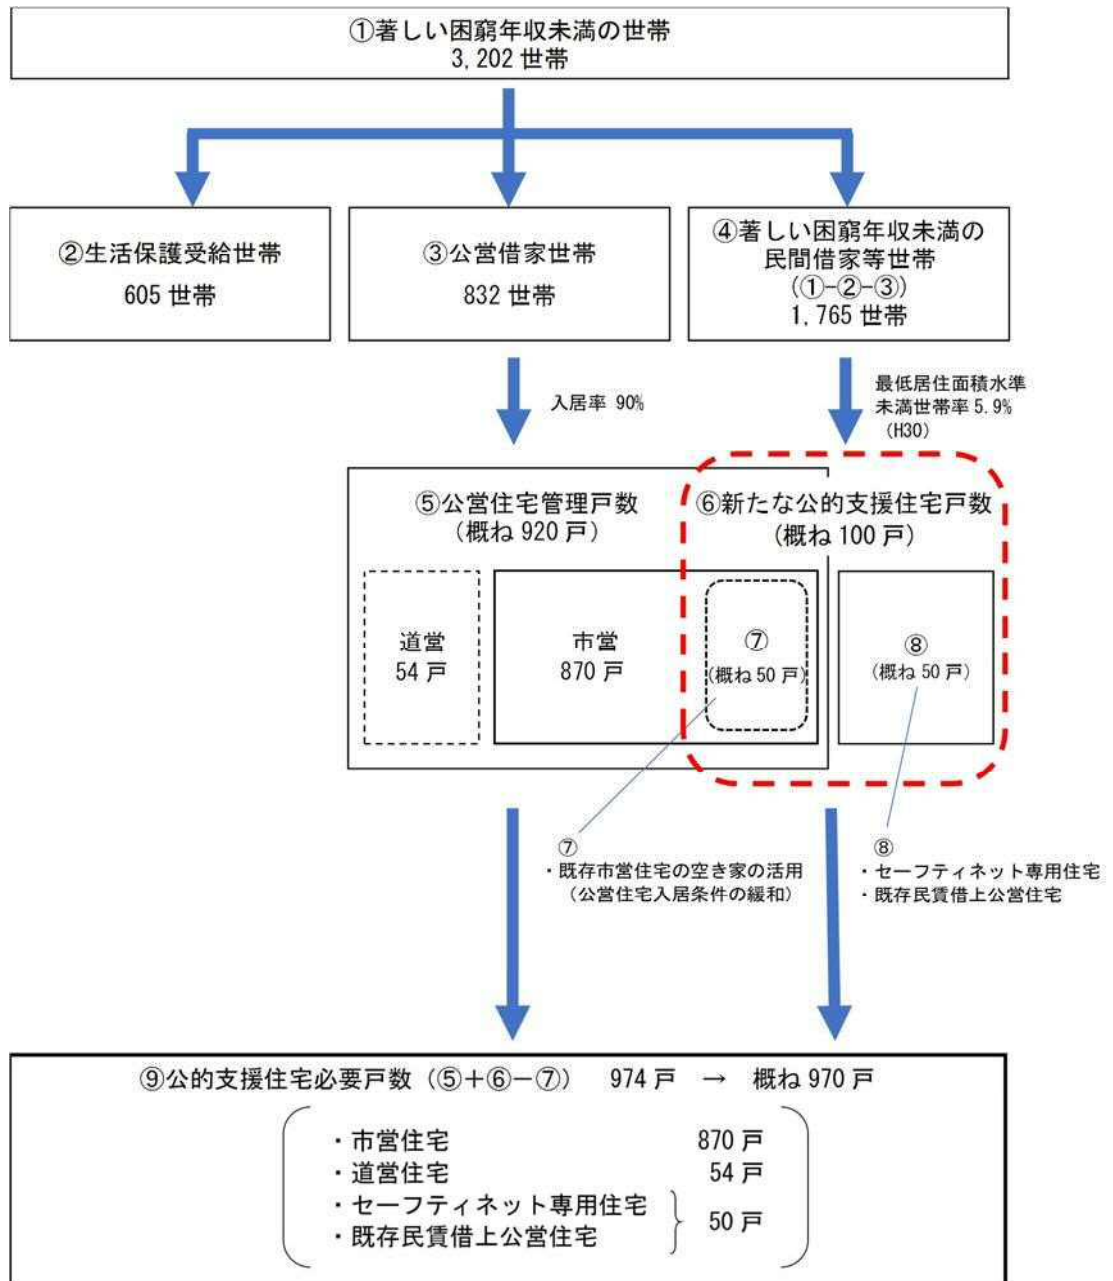 ①著しい困窮年収未満の世帯
3,202 世帯
②生活保護受給世帯
605 世帯
③公営借家世帯
832 世帯
④著しい困窮年収未満の
民間借家等世帯
(①-②-③)
1,765 世帯
入居率 90%
最低居住面積水準
未満世帯率 5.9%
(H30)
⑤公営住宅管理戸数
(概ね 920 戸)
⑥新たな公的支援住宅戸数
(概ね 100 戸)
道営
54 戸
市営
870 戸
⑦
(概ね 50 戸)
⑧
(概ね 50 戸)
⑦
・既存市営住宅の空き家の活用
(公営住宅入居条件の緩和)
⑧
・セーフティネット専用住宅
・既存民賃借上公営住宅
⑨公的支援住宅必要戸数 (⑤+⑥-⑦) 974 戸 → 概ね 970 戸
・市営住宅 870 戸
・道営住宅 54 戸
・セーフティネット専用住宅
・既存民賃借上公営住宅
50 戸